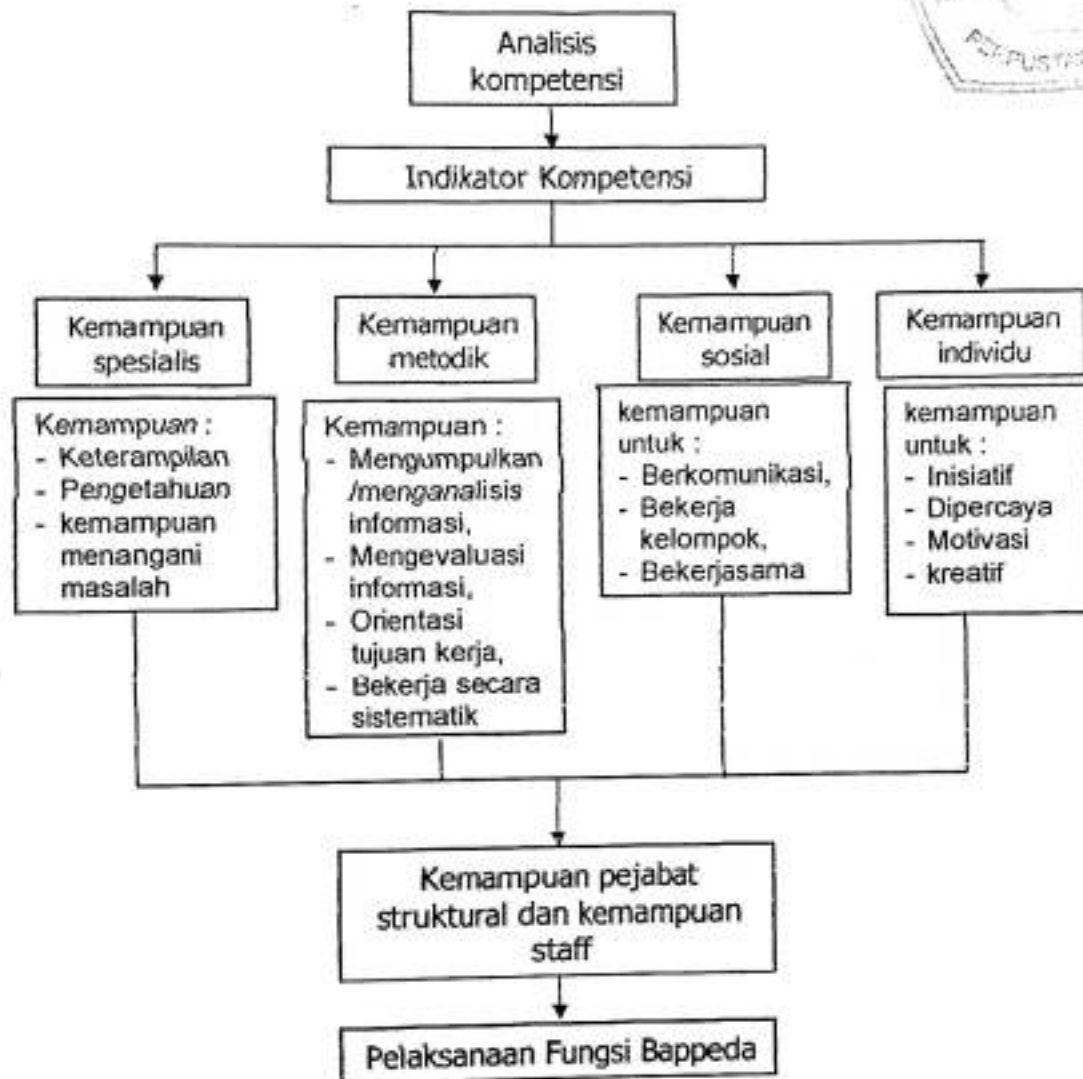 Analisis
kompetensi
Indikator Kompetensi
Kemampuan
spesialis
Kemampuan
metodik
Kemampuan
sosial
Kemampuan
individu
Kemampuan :
- Keterampilan
- Pengetahuan
- kemampuan
menangani
masalah
Kemampuan :
- Mengumpulkan
/menganalisis
informasi,
- Mengevaluasi
informasi,
- Orientasi
tujuan kerja,
- Bekerja secara
sistematik
kemampuan
untuk :
- Berkomunikasi,
- Bekerja
kelompok,
- Bekerjasama
kemampuan
untuk :
- Inisiatif
- Dipercaya
- Motivasi
- kreatif
Kemampuan pejabat
struktural dan kemampuan
staff
Pelaksanaan Fungsi Bappeda